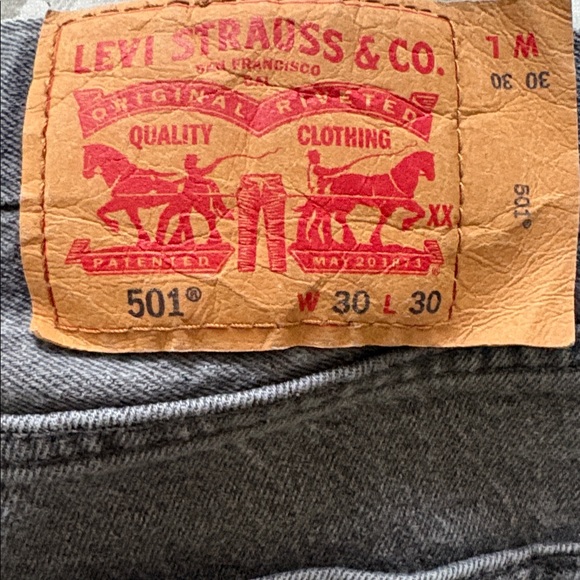 LEVI STRAUSS & CO.
SAN FRANCISCO
CAL
ORIGINAL RIVETED
QUALITY CLOTHING
XX
PATENTED MAY 20 1873
501® W 30 L 30
W L
30 30
501®